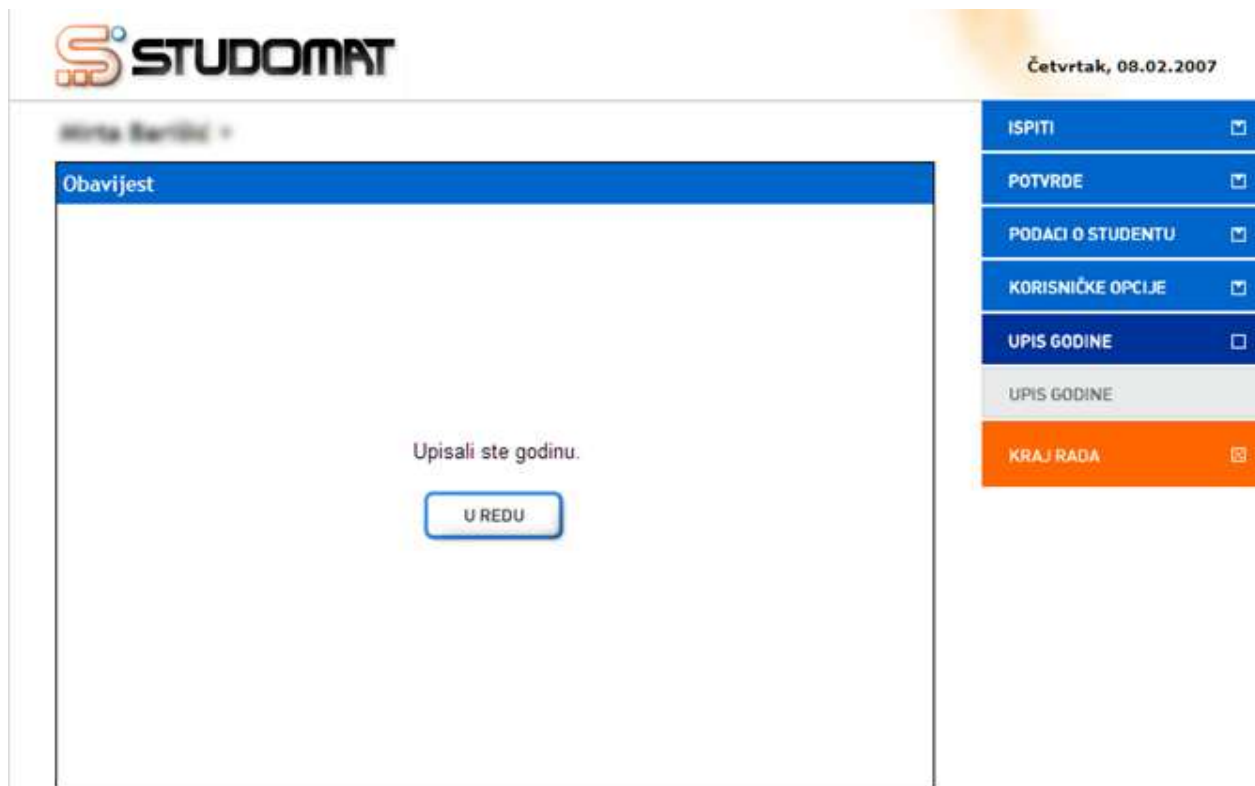 STUDOMAT
Četvrtak, 08.02.2007
Obavijest
Upisali ste godinu.
U REDU
ISPITI
POTVRDE
PODACI O STUDENTU
KORISNIČKE OPCIJE
UPIS GODINE
UPIS GODINE
KRAJ RADA